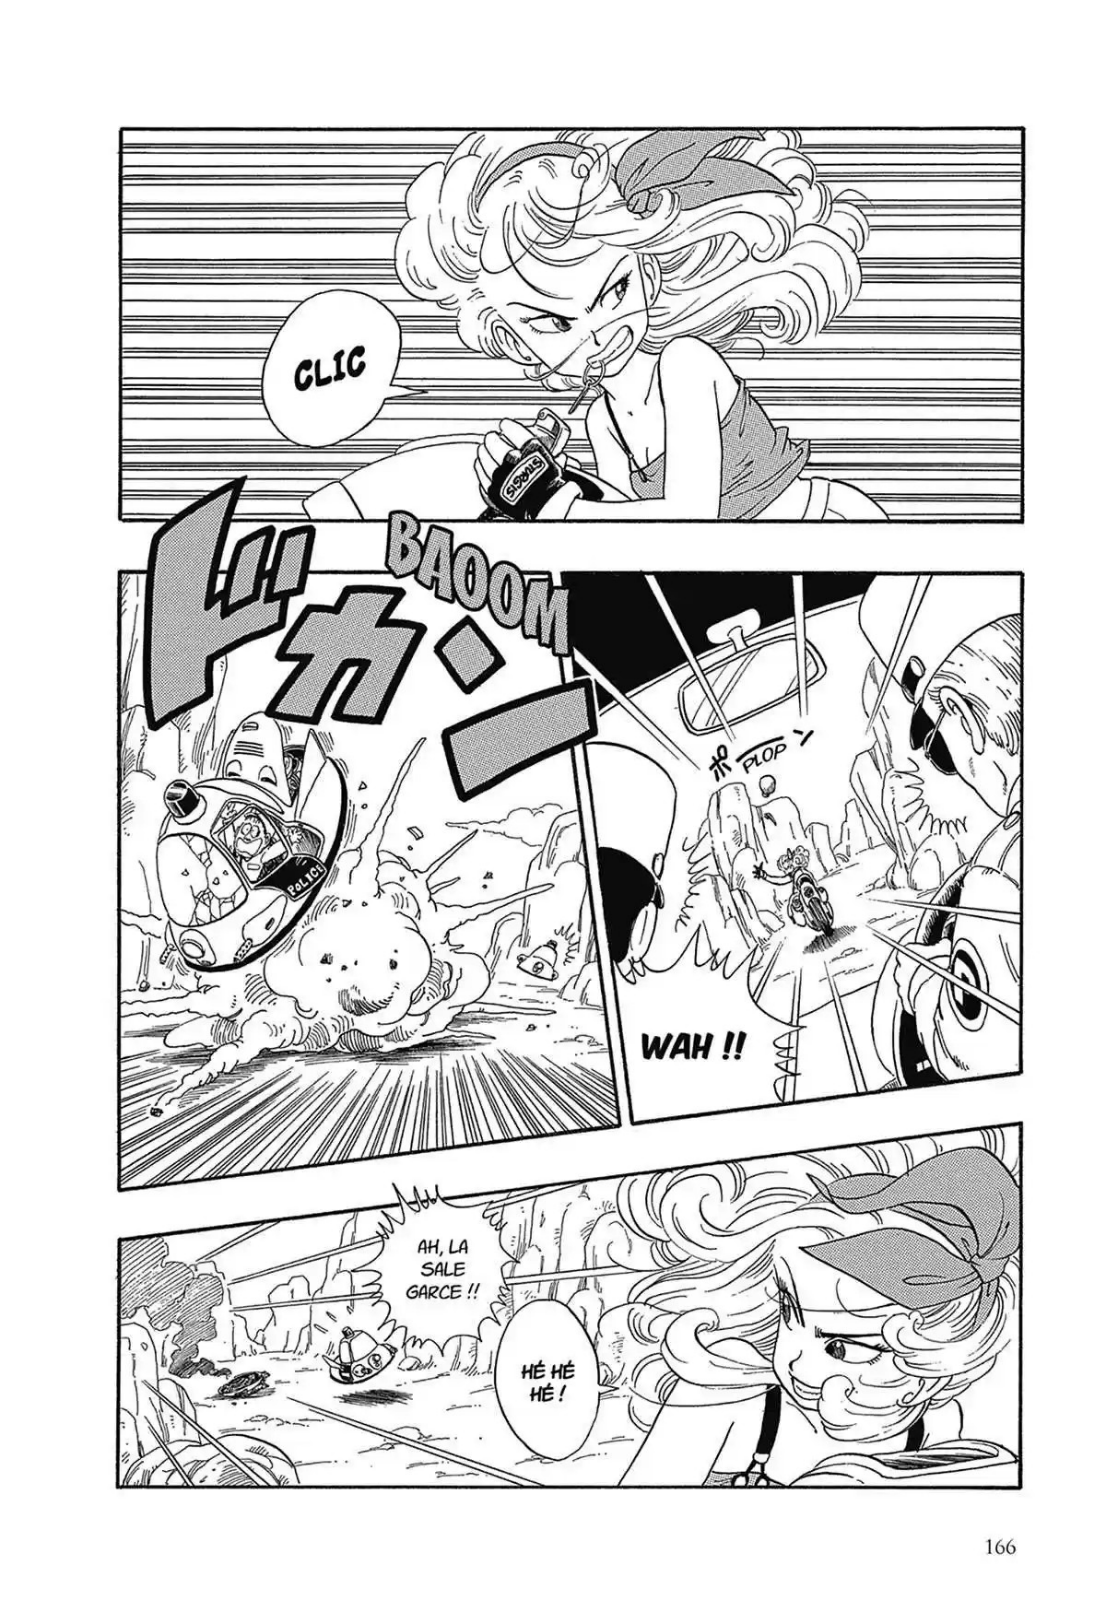 CLIC
STURGIS
ドカン
BAOOM
POLICE
ポーン
PLOP
WAH !!
AH, LA
SALE
GARCE !!
HÉ HÉ
HÉ !
166